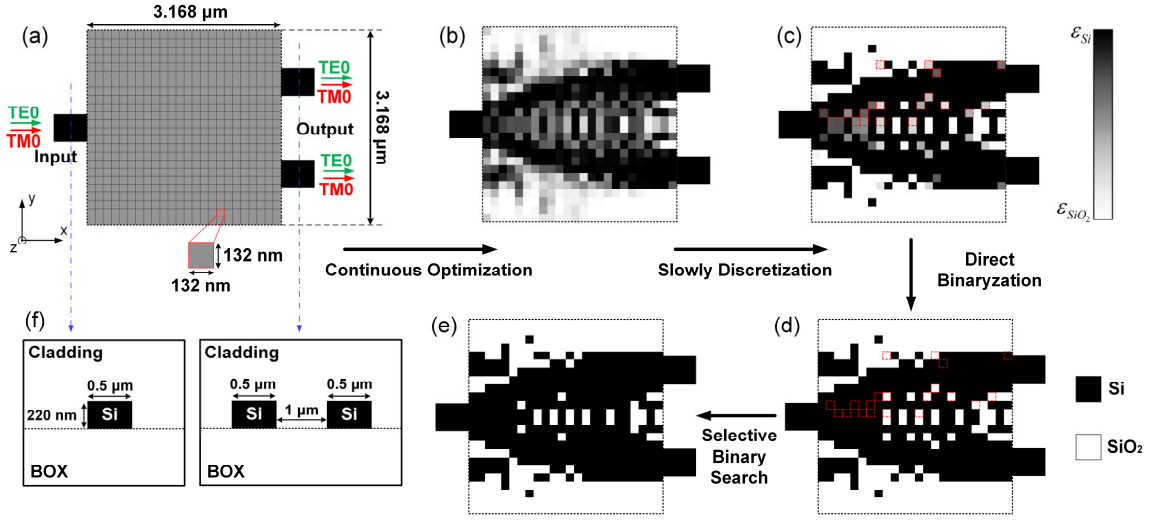 (a)
3.168 µm
TE0
TM0
Input
TE0
TM0
Output
TE0
TM0
3.168 µm
y
x
z
132 nm
132 nm
Continuous Optimization
(b)
Slowly Discretization
(c)
εSi
εSiO2
Direct
Binaryzation
(f)
Cladding
0.5 µm
220 nm
Si
BOX
Cladding
0.5 µm
0.5 µm
Si
1 µm
Si
BOX
(e)
Selective
Binary
Search
(d)
Si
SiO2